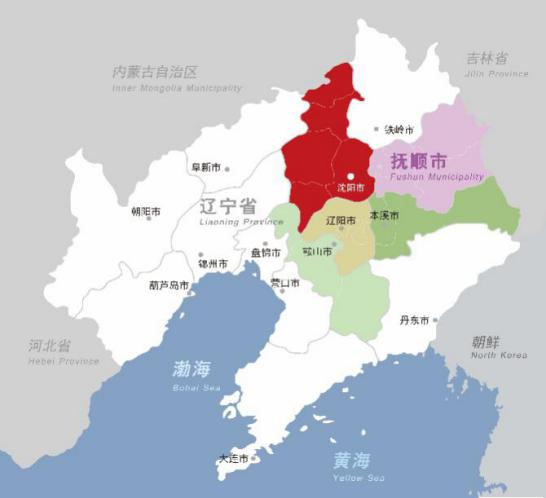 吉林省
Jilin Province
内蒙古自治区
Inner Mongolia Municipality
铁岭市
抚顺市
Fushun Municipality
阜新市
沈阳市
辽宁省
Liaoning Province
朝阳市
辽阳市
本溪市
盘锦市
鞍山市
锦州市
葫芦岛市
营口市
丹东市
河北省
Hebei Province
朝鲜
North Korea
渤海
Bohai Sea
大连市
黄海
Yellow Sea